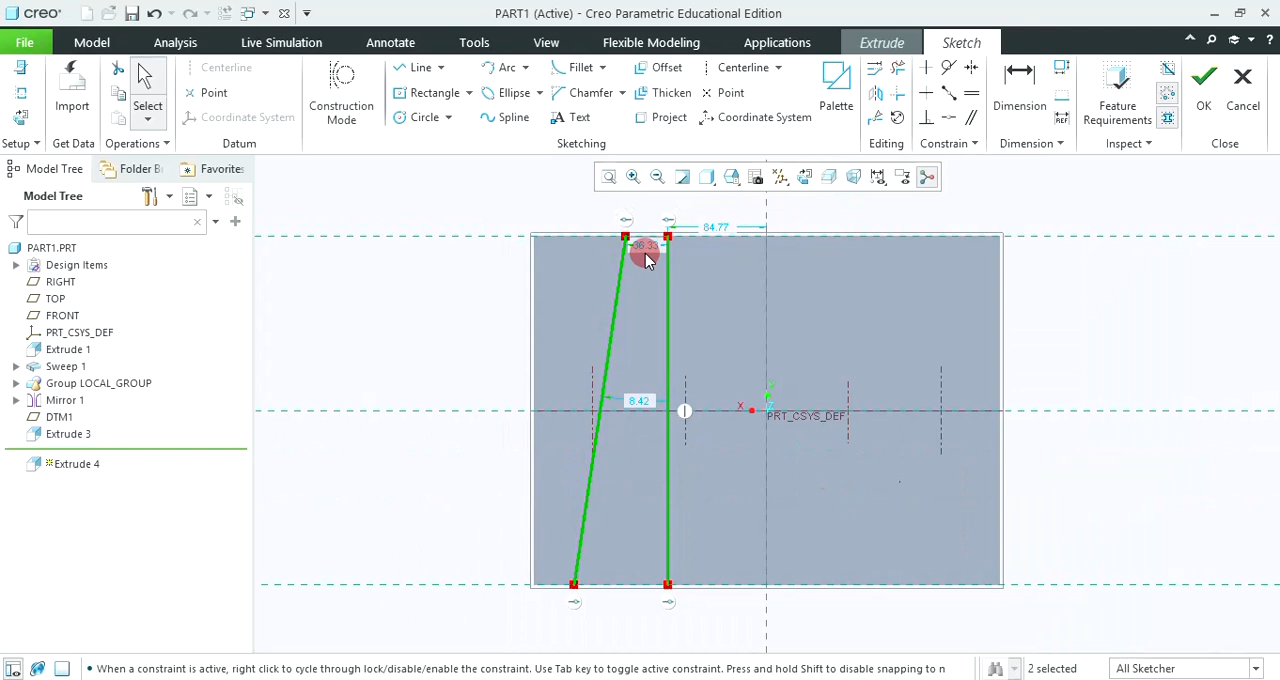 creo®
PART1 (Active) - Creo Parametric Educational Edition
File Model Analysis Live Simulation Annotate Tools View Flexible Modeling Applications Extrude Sketch
Import
Select
Centerline
Point
Coordinate System
Construction Mode
Line Arc Fillet Offset Centerline
Rectangle Ellipse Chamfer Thicken Point
Circle Spline Text Project Coordinate System
Palette
Dimension
REF
Feature Requirements
OK
Cancel
Setup Get Data Operations Datum Sketching Editing Constrain Dimension Inspect Close
Model Tree Folder B Favorites
Model Tree
PART1.PRT
Design Items
RIGHT
TOP
FRONT
PRT_CSYS_DEF
Extrude 1
Sweep 1
Group LOCAL_GROUP
Mirror 1
DTM1
Extrude 3
Extrude 4
84.77
36.33
8.42
X
PRT_CSYS_DEF
• When a constraint is active, right click to cycle through lock/disable/enable the constraint. Use Tab key to toggle active constraint. Press and hold Shift to disable snapping to n
2 selected
All Sketcher